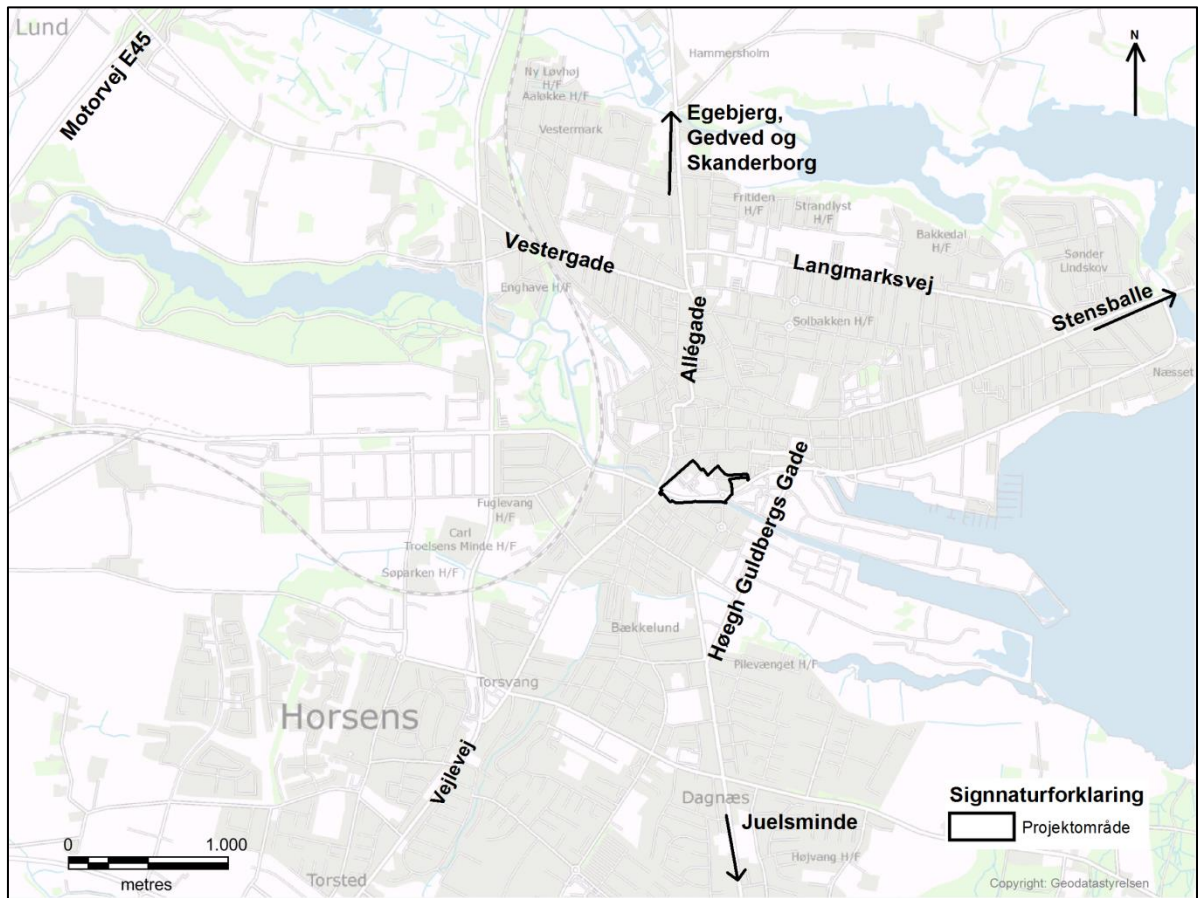 Lund
Motorvej E45
Hammersholm
N
Ny Løvhøj
H/F
Aaløkke H/F
Vestermark
Egebjerg,
Gedved og
Skanderborg
Fritiden
H/F
Strandlyst
H/F
Bakkedal
H/F
Sønder
Lindskov
Vestergade
Langmarksvej
Enghave H/F
Stensballe
Solbakken H/F
Allégade
Næsset
Høegh Guldbergs Gade
Fuglevang
H/F
Carl
Troelsens Minde H/F
Søparken H/F
Bækkelund
Pilevænget H/F
Torsvang
Horsens
Vejlevej
Dagnæs
Signnaturforklaring
Projektområde
Juelsminde
0 1.000
metres
Højvang H/F
Torsted
Copyright: Geodatastyrelsen